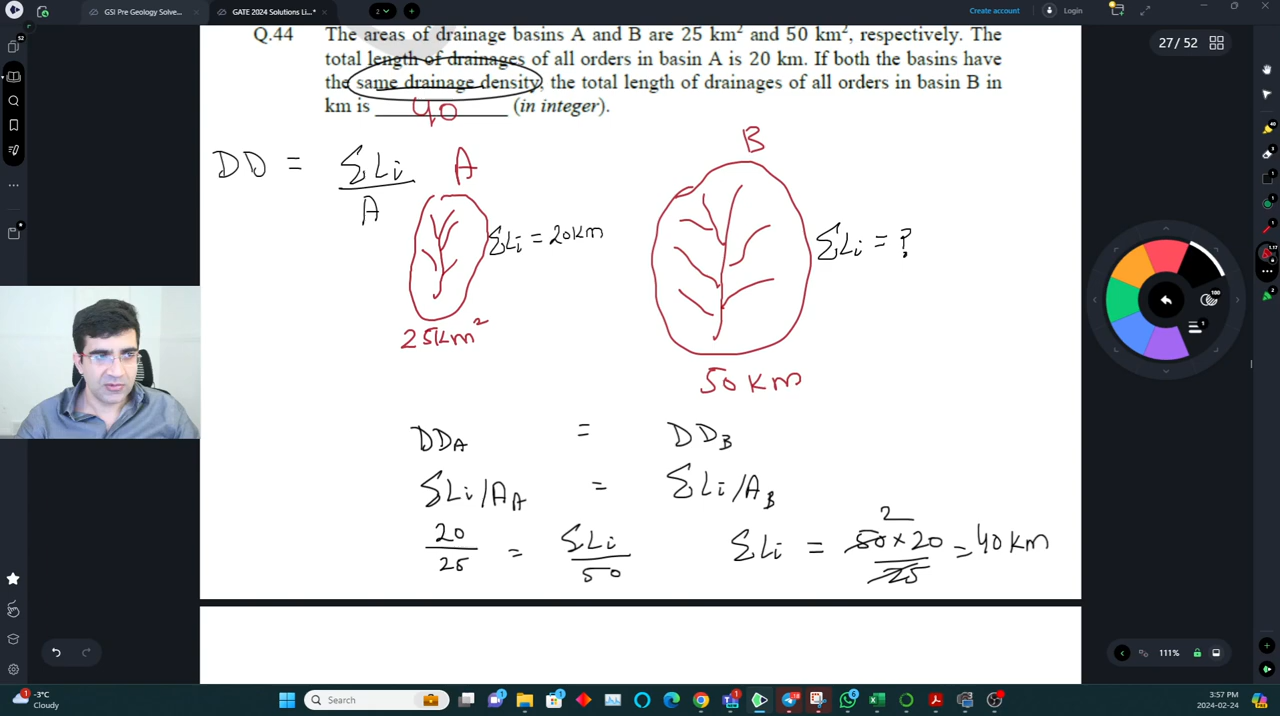 GSI Pre Geology Solve...
GATE 2024 Solutions Li...*
2
Create account
Login
27 / 52
Q.44 The areas of drainage basins A and B are 25 km², and 50 km², respectively. The
total length of drainages of all orders in basin A is 20 km. If both the basins have
the same drainage density, the total length of drainages of all orders in basin B in
km is 40 (in integer).
DD = ΣLi / A
A
ΣLi = 20km
25km²
B
ΣLi = ?
50 km
DDA = DDB
ΣLi/AA = ΣLi/AB
20/25 = ΣLi/50
ΣLi = 50×20/25 = 40 km
2
111%
-3°C
Cloudy
Search
3:57 PM
2024-02-24